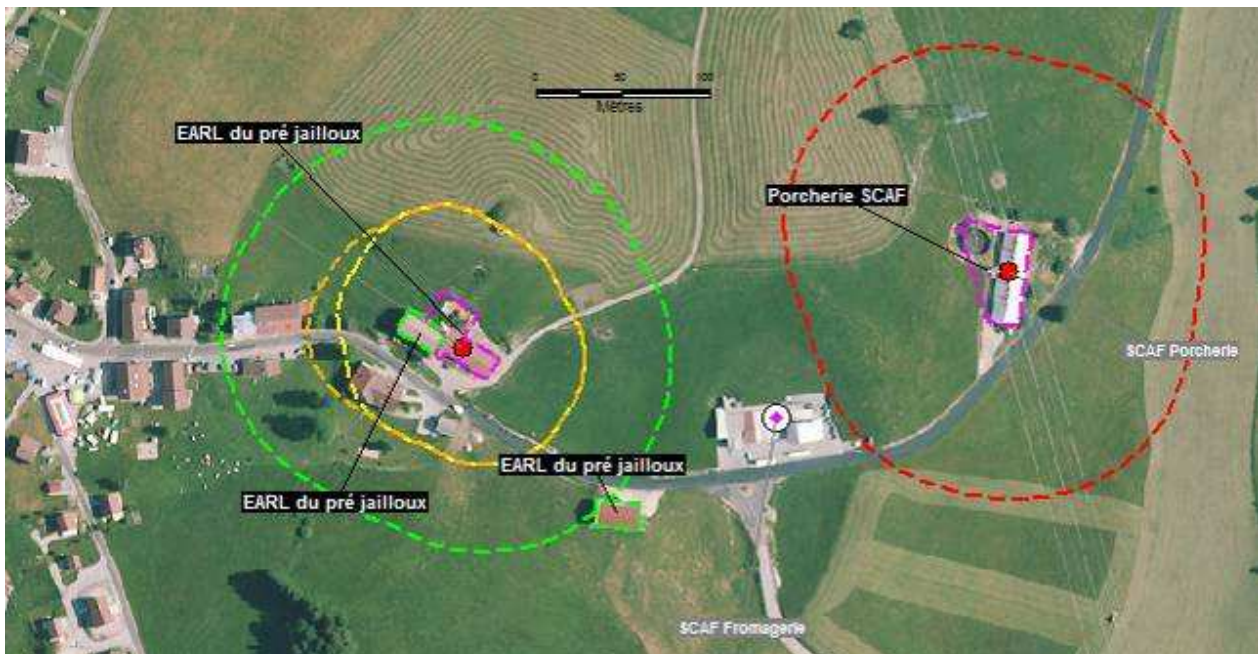 0 50 100
Mètres
EARL du pré jailloux
Porcherie SCAF
SCAF Porcherie
EARL du pré jailloux
EARL du pré jailloux
SCAF Fromagerie